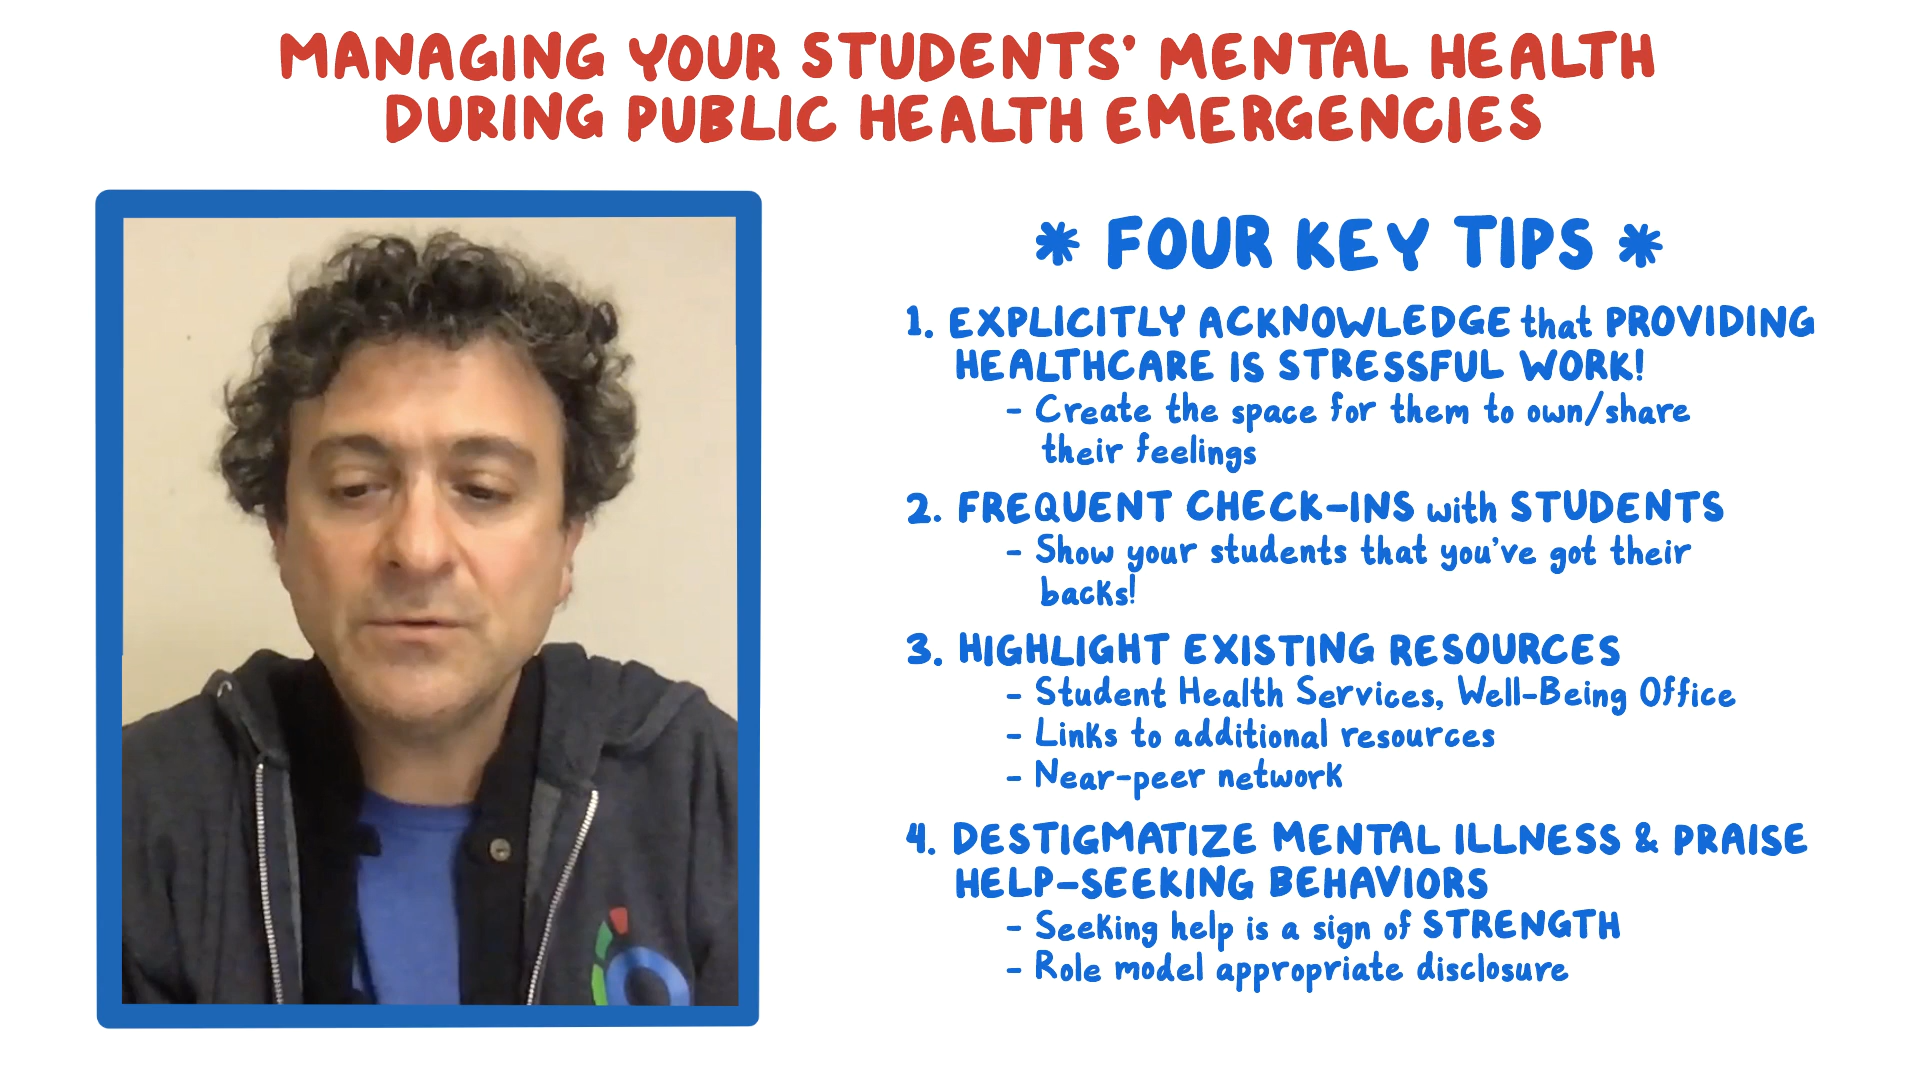 MANAGING YOUR STUDENTS' MENTAL HEALTH
DURING PUBLIC HEALTH EMERGENCIES
* FOUR KEY TIPS *
1. EXPLICITLY ACKNOWLEDGE that PROVIDING
HEALTHCARE IS STRESSFUL WORK!
- Create the space for them to own/share
their feelings
2. FREQUENT CHECK-INS with STUDENTS
- Show your students that you've got their
backs!
3. HIGHLIGHT EXISTING RESOURCES
- Student Health Services, Well-Being Office
- Links to additional resources
- Near-peer network
4. DESTIGMATIZE MENTAL ILLNESS & PRAISE
HELP-SEEKING BEHAVIORS
- Seeking help is a sign of STRENGTH
- Role model appropriate disclosure